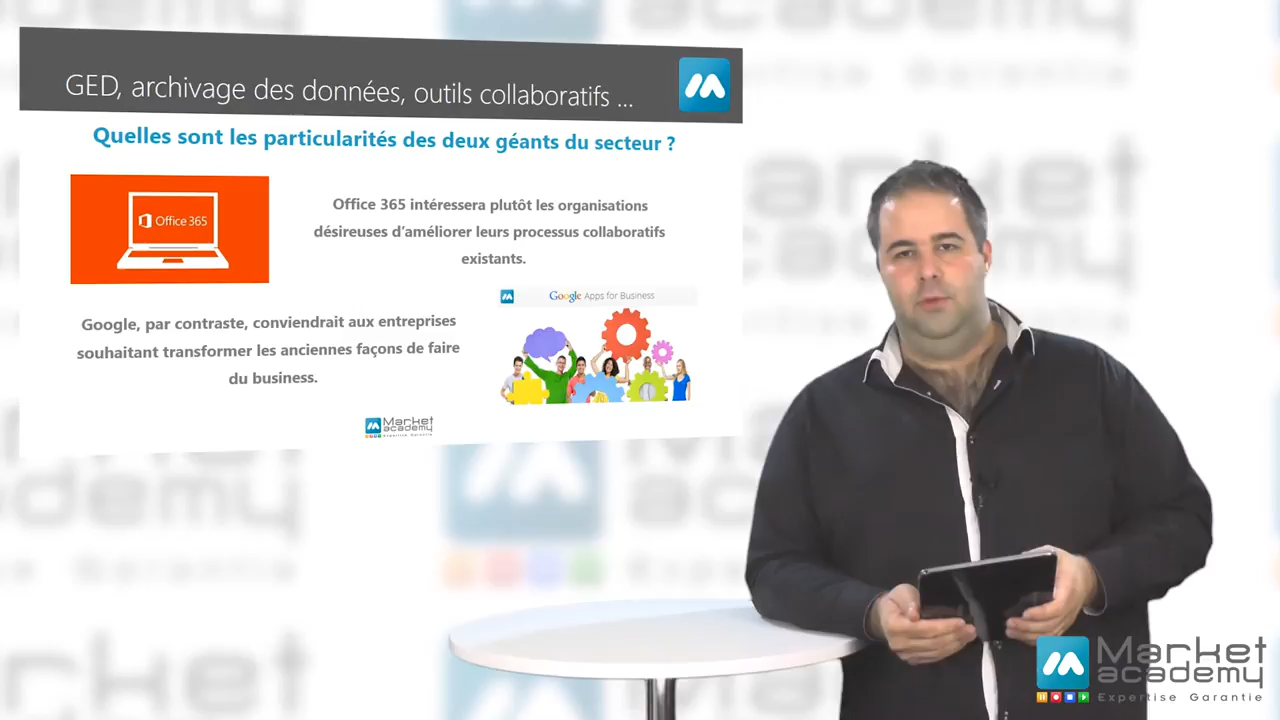 GED, archivage des données, outils collaboratifs ...
Quelles sont les particularités des deux géants du secteur ?
Office 365
Office 365 intéressera plutôt les organisations
désireuses d'améliorer leurs processus collaboratifs
existants.
Google Apps for Business
Google, par contraste, conviendrait aux entreprises
souhaitant transformer les anciennes façons de faire
du business.
Market
academy
Expertise Garantie
Market
academy
Expertise Garantie